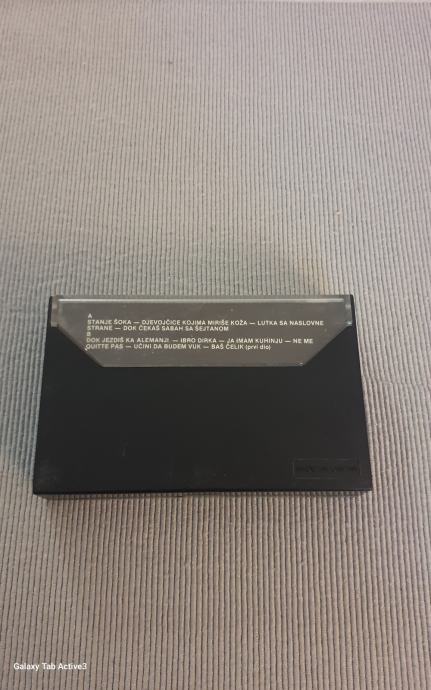 A
STANJE ŠOKA — DJEVOJČICE KOJIMA MIRIŠE KOŽA — LUTKA SA NASLOVNE
STRANE — DOK ČEKAŠ SABAH SA ŠEJTANOM
B
DOK JEZDIŠ KA ALEMANJI — IBRO DIRKA — JA IMAM KUHINJU — NE ME
QUITTE PAS — UČINI DA BUDEM VUK — BAŠ ČELIK (prvi dio)
Galaxy Tab Active3